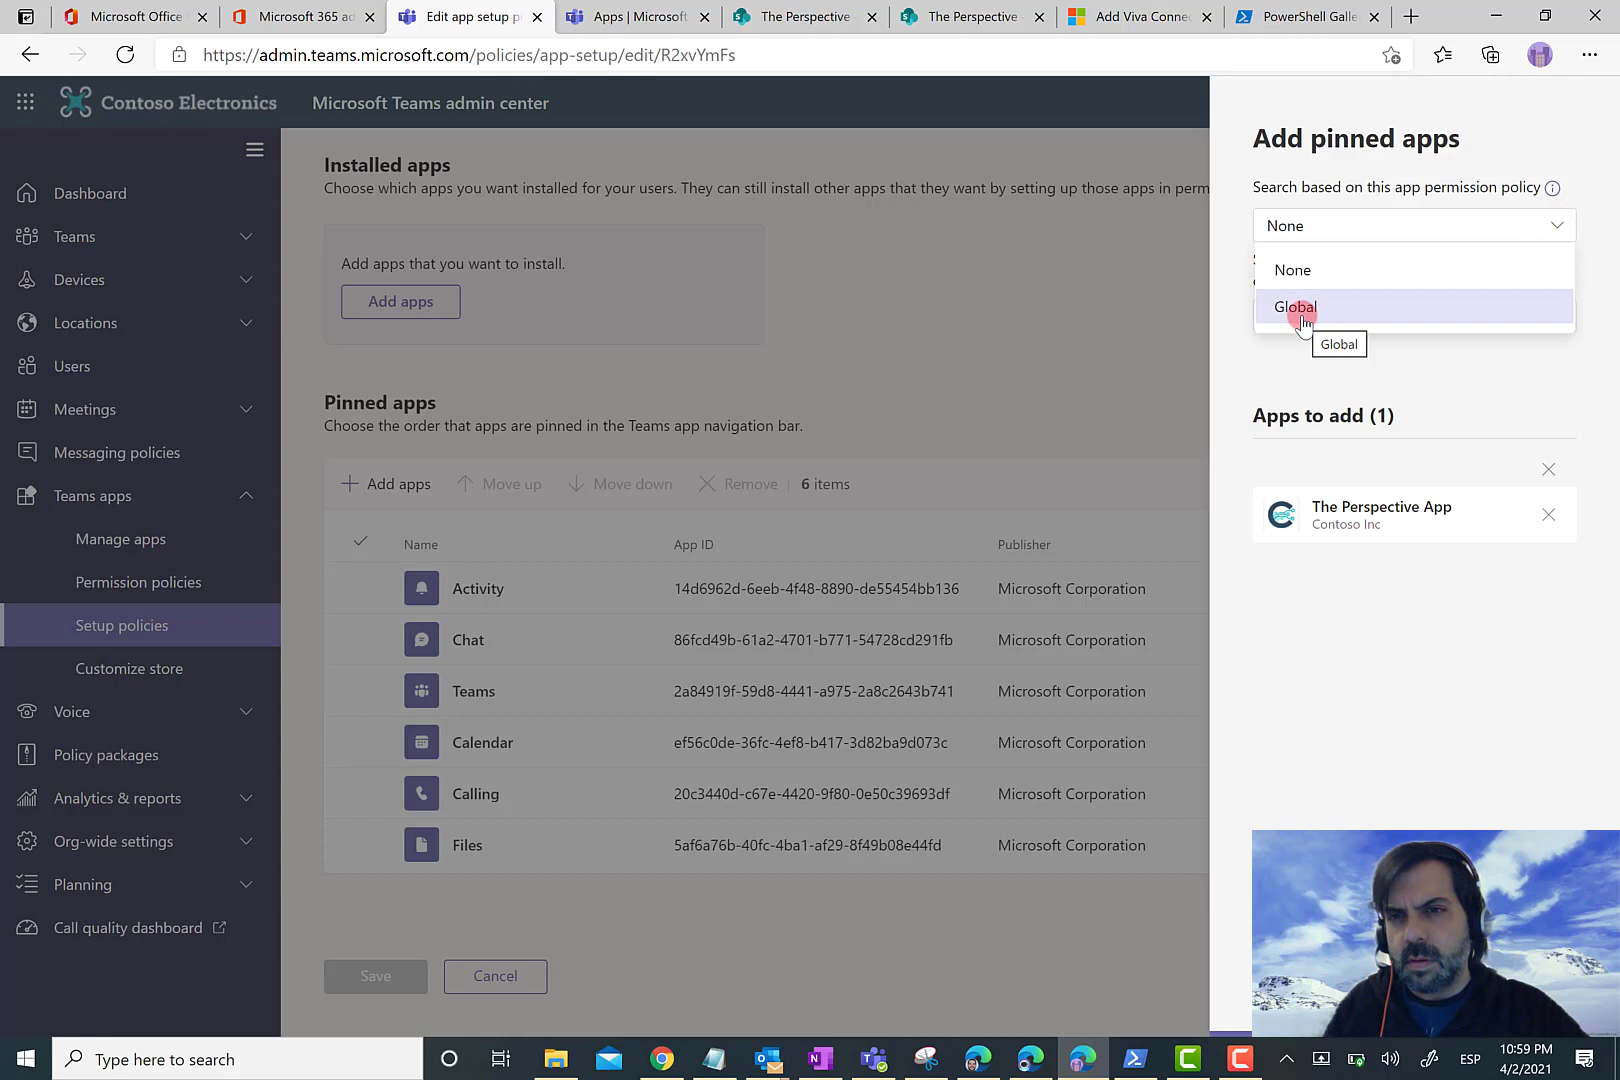 Microsoft Office
Microsoft 365 ad
Edit app setup p
Apps | Microsoft
The Perspective
The Perspective
Add Viva Conne
PowerShell Galle
https://admin.teams.microsoft.com/policies/app-setup/edit/R2xvYmFs
Contoso Electronics
Microsoft Teams admin center
Dashboard
Teams
Devices
Locations
Users
Meetings
Messaging policies
Teams apps
Manage apps
Permission policies
Setup policies
Customize store
Voice
Policy packages
Analytics & reports
Org-wide settings
Planning
Call quality dashboard
Installed apps
Choose which apps you want installed for your users. They can still install other apps that they want by setting up those apps in perm
Add apps that you want to install.
Add apps
Pinned apps
Choose the order that apps are pinned in the Teams app navigation bar.
Add apps Move up Move down Remove | 6 items
Name App ID Publisher
Activity 14d6962d-6eeb-4f48-8890-de55454bb136 Microsoft Corporation
Chat 86fcd49b-61a2-4701-b771-54728cd291fb Microsoft Corporation
Teams 2a84919f-59d8-4441-a975-2a8c2643b741 Microsoft Corporation
Calendar ef56c0de-36fc-4ef8-b417-3d82ba9d073c Microsoft Corporation
Calling 20c3440d-c67e-4420-9f80-0e50c39693df Microsoft Corporation
Files 5af6a76b-40fc-4ba1-af29-8f49b08e44fd Microsoft Corporation
Save
Cancel
Add pinned apps
Search based on this app permission policy
None
None
Global
Global
Apps to add (1)
The Perspective App
Contoso Inc
Type here to search
ESP
10:59 PM
4/2/2021